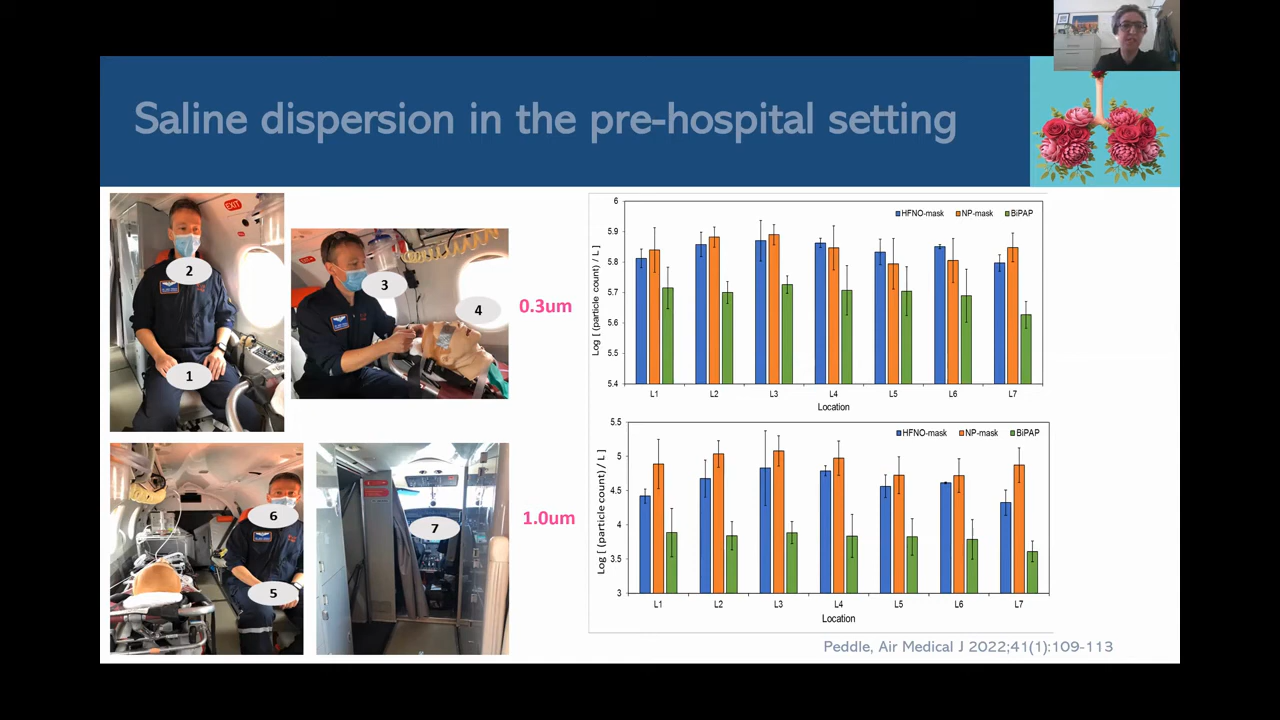 Saline dispersion in the pre-hospital setting
EXIT
2
1
3
4
0.3um
6
5
7
1.0um
HFNO-mask NP-mask BiPAP
Log [ (particle count) / L ]
6
5.9
5.8
5.7
5.6
5.5
5.4
L1 L2 L3 L4 L5 L6 L7
Location
HFNO-mask NP-mask BiPAP
Log [ (particle count) / L ]
5.5
5
4.5
4
3.5
3
L1 L2 L3 L4 L5 L6 L7
Location
Peddle, Air Medical J 2022;41(1):109-113